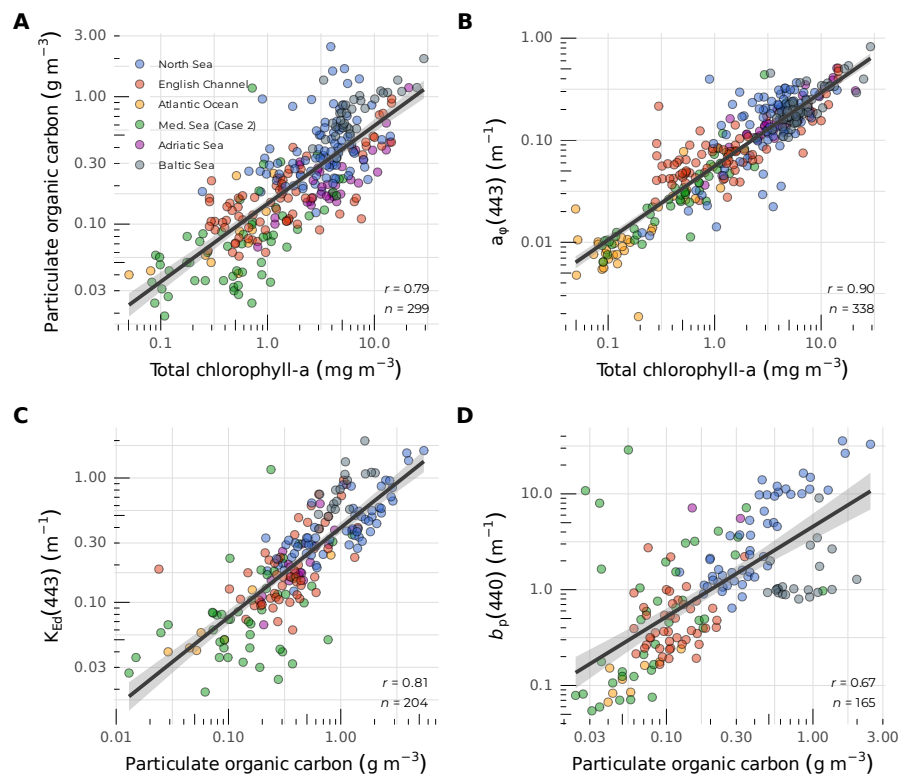 A
Particulate organic carbon (g m⁻³)
3.00
1.00
0.30
0.10
0.03
North Sea
English Channel
Atlantic Ocean
Med. Sea (Case 2)
Adriatic Sea
Baltic Sea
r = 0.79
n = 299
0.1
1.0
10.0
Total chlorophyll-a (mg m⁻³)
B
aφ(443) (m⁻¹)
1.00
0.10
0.01
r = 0.90
n = 338
0.1
1.0
10.0
Total chlorophyll-a (mg m⁻³)
C
K_Ed(443) (m⁻¹)
1.00
0.30
0.10
0.03
r = 0.81
n = 204
0.01
0.10
1.00
Particulate organic carbon (g m⁻³)
D
bₚ(440) (m⁻¹)
10.0
1.0
0.1
r = 0.67
n = 165
0.03
0.10
0.30
1.00
3.00
Particulate organic carbon (g m⁻³)